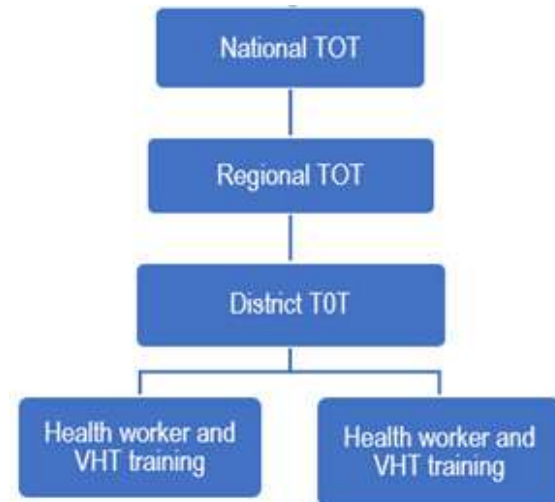 National TOT
Regional TOT
District T0T
Health worker and
VHT training
Health worker and
VHT training